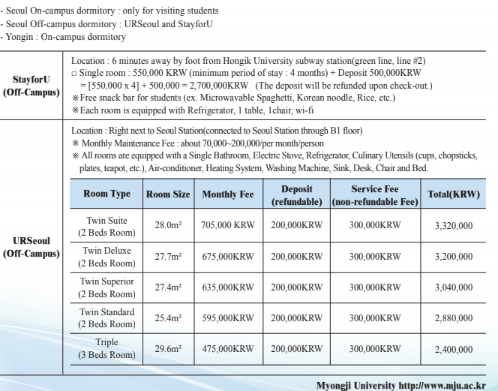 - Seoul On-campus dormitory : only for visiting students
- Seoul Off-campus dormitory : URSeoul and StayforU
- Yongin : On-campus dormitory
StayforU
(Off-Campus)
Location : 6 minutes away by foot from Hongik University subway station(green line, line #2)
□ Single room : 550,000 KRW (minimum period of stay : 4 months) + Deposit 500,000KRW
= [550,000 x 4] + 500,000 = 2,700,000KRW (The deposit will be refunded upon check-out.)
※ Free snack bar for students (ex. Microwavable Spaghetti, Korean noodle, Rice, etc.)
※ Each room is equipped with Refrigerator, 1 table, 1chair, wi-fi
URSeoul
(Off-Campus)
Location : Right next to Seoul Station(connected to Seoul Station through B1 floor)
※ Monthly Maintenance Fee : about 70,000~200,000/per month/person
※ All rooms are equipped with a Single Bathroom, Electric Stove, Refrigerator, Culinary Utensils (cups, chopsticks,
plates, teapot, etc.), Air-conditioner, Heating System, Washing Machine, Sink, Desk, Chair and Bed.
Room Type Room Size Monthly Fee Deposit (refundable) Service Fee (non-refundable Fee) Total(KRW)
Twin Suite
(2 Beds Room) 28.0m² 705,000 KRW 200,000KRW 300,000KRW 3,320,000
Twin Deluxe
(2 Beds Room) 27.7m² 675,000KRW 200,000KRW 300,000KRW 3,200,000
Twin Superior
(2 Beds Room) 27.4m² 635,000KRW 200,000KRW 300,000KRW 3,040,000
Twin Standard
(2 Beds Room) 25.4m² 595,000KRW 200,000KRW 300,000KRW 2,880,000
Triple
(3 Beds Room) 29.6m² 475,000KRW 200,000KRW 300,000KRW 2,400,000
Myongji University http://www.mju.ac.kr